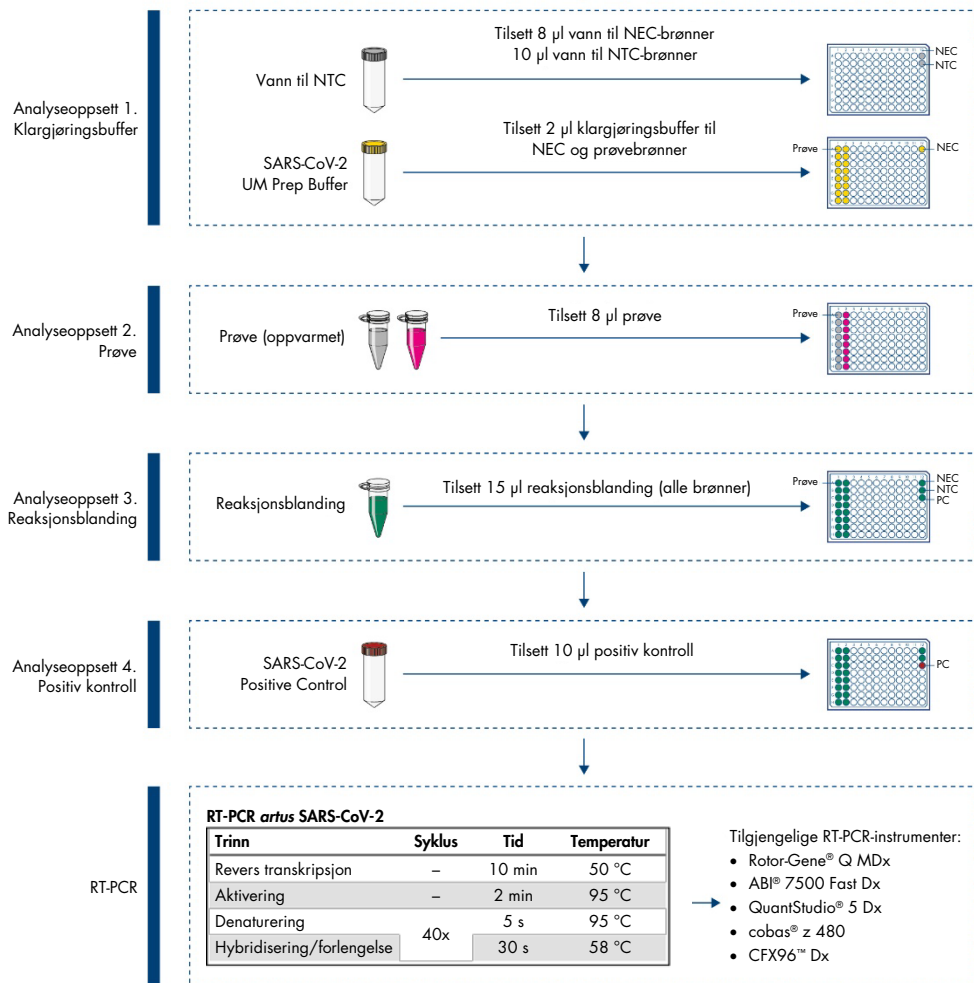 Analyseoppsett 1.
Klargjøringsbuffer
Vann til NTC
Tilsett 8 µl vann til NEC-brønner
10 µl vann til NTC-brønner
NEC
NTC
SARS-CoV-2
UM Prep Buffer
Tilsett 2 µl klargjøringsbuffer til
NEC og prøvebrønner
Prøve
NEC
Analyseoppsett 2.
Prøve
Prøve (oppvarmet)
Tilsett 8 µl prøve
Prøve
Analyseoppsett 3.
Reaksjonsblanding
Reaksjonsblanding
Tilsett 15 µl reaksjonsblanding (alle brønner)
Prøve
NEC
NTC
PC
Analyseoppsett 4.
Positiv kontroll
SARS-CoV-2
Positive Control
Tilsett 10 µl positiv kontroll
PC
RT-PCR
RT-PCR artus SARS-CoV-2
Trinn Syklus Tid Temperatur
Revers transkripsjon – 10 min 50 °C
Aktivering – 2 min 95 °C
Denaturering 5 s 95 °C
40x
Hybridisering/forlengelse 30 s 58 °C
Tilgjengelige RT-PCR-instrumenter:
• Rotor-Gene® Q MDx
• ABI® 7500 Fast Dx
• QuantStudio® 5 Dx
• cobas® z 480
• CFX96™ Dx